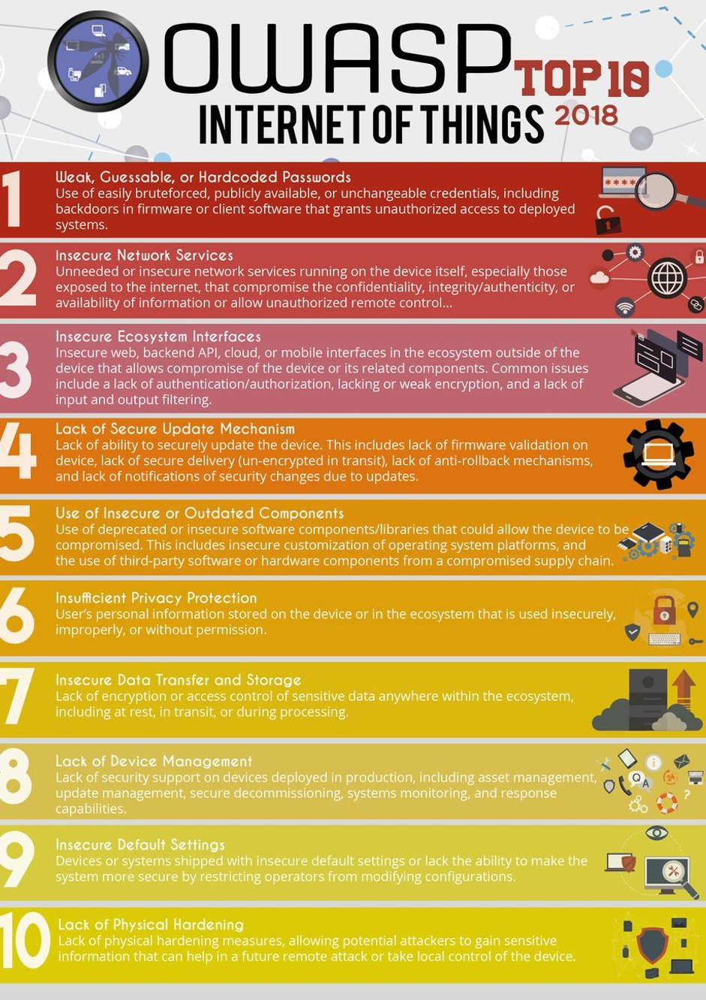 OWASP TOP 10
INTERNET OF THINGS 2018
1
Weak, Guessable, or Hardcoded Passwords
Use of easily bruteforced, publicly available, or unchangeable credentials, including
backdoors in firmware or client software that grants unauthorized access to deployed
systems.
****
2
Insecure Network Services
Unneeded or insecure network services running on the device itself, especially those
exposed to the internet, that compromise the confidentiality, integrity/authenticity, or
availability of information or allow unauthorized remote control...
3
Insecure Ecosystem Interfaces
Insecure web, backend API, cloud, or mobile interfaces in the ecosystem outside of the
device that allows compromise of the device or its related components. Common issues
include a lack of authentication/authorization, lacking or weak encryption, and a lack of
input and output filtering.
4
Lack of Secure Update Mechanism
Lack of ability to securely update the device. This includes lack of firmware validation on
device, lack of secure delivery (un-encrypted in transit), lack of anti-rollback mechanisms,
and lack of notifications of security changes due to updates.
5
Use of Insecure or Outdated Components
Use of deprecated or insecure software components/libraries that could allow the device to be
compromised. This includes insecure customization of operating system platforms, and
the use of third-party software or hardware components from a compromised supply chain.
6
Insufficient Privacy Protection
User’s personal information stored on the device or in the ecosystem that is used insecurely,
improperly, or without permission.
7
Insecure Data Transfer and Storage
Lack of encryption or access control of sensitive data anywhere within the ecosystem,
including at rest, in transit, or during processing.
8
Lack of Device Management
Lack of security support on devices deployed in production, including asset management,
update management, secure decommissioning, systems monitoring, and response
capabilities.
i
Q A
24
?
9
Insecure Default Settings
Devices or systems shipped with insecure default settings or lack the ability to make the
system more secure by restricting operators from modifying configurations.
10
Lack of Physical Hardening
Lack of physical hardening measures, allowing potential attackers to gain sensitive
information that can help in a future remote attack or take local control of the device.